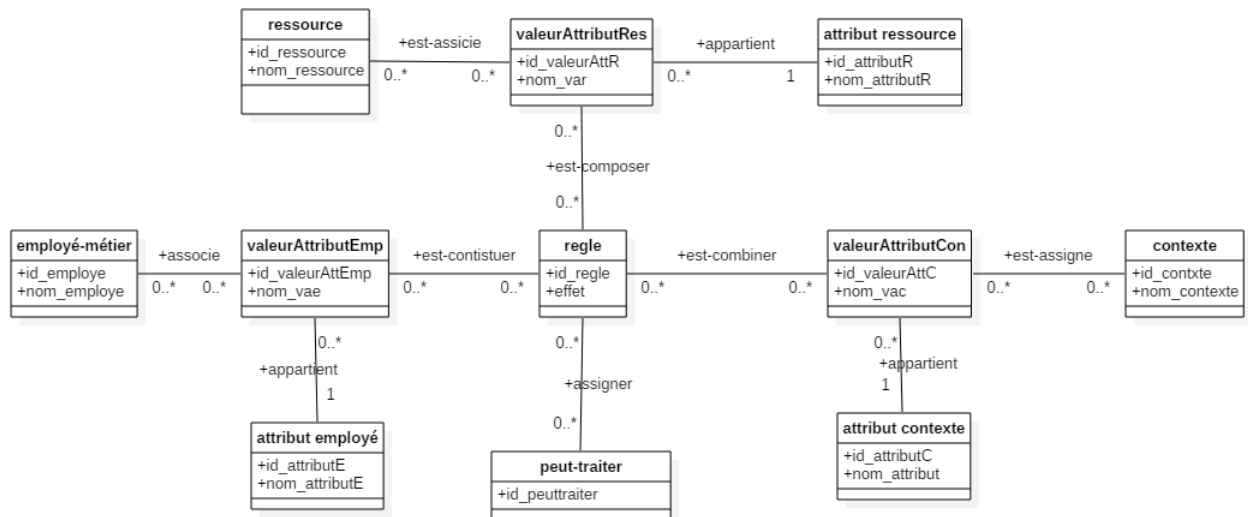 ressource
+id_ressource
+nom_ressource
+est-assicie
0..*
0..*
valeurAttributRes
+id_valeurAttR
+nom_var
+appartient
0..*
1
attribut ressource
+id_attributR
+nom_attributR
0..*
+est-composer
0..*
employé-métier
+id_employe
+nom_employe
+associe
0..*
0..*
valeurAttributEmp
+id_valeurAttEmp
+nom_vae
+est-contistuer
0..*
0..*
regle
+id_regle
+effet
+est-combiner
0..*
0..*
valeurAttributCon
+id_valeurAttC
+nom_vac
+est-assigne
0..*
0..*
contexte
+id_contxte
+nom_contexte
0..*
+appartient
1
0..*
+assigner
0..*
0..*
+appartient
1
attribut employé
+id_attributE
+nom_attributE
peut-traiter
+id_peuttraiter
attribut contexte
+id_attributC
+nom_attribut